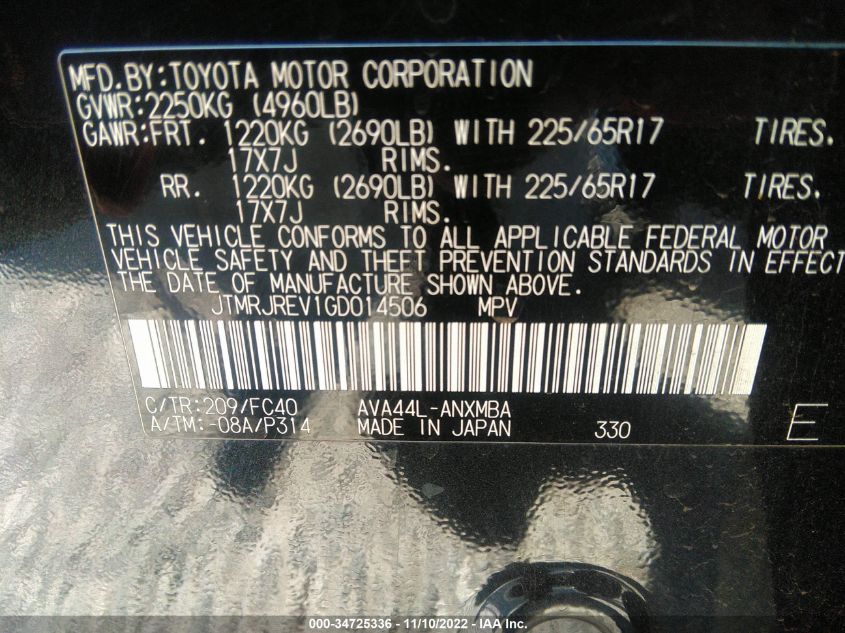 MFD.BY:TOYOTA MOTOR CORPORATION
GVWR:2250KG (4960LB)
GAWR:FRT. 1220KG (2690LB) WITH 225/65R17 TIRES.
17X7J RIMS.
RR. 1220KG (2690LB) WITH 225/65R17 TIRES.
17X7J RIMS.
THIS VEHICLE CONFORMS TO ALL APPLICABLE FEDERAL MOTOR
VEHICLE SAFETY AND THEFT PREVENTION STANDARDS IN EFFECT
THE DATE OF MANUFACTURE SHOWN ABOVE.
JTMRJREV1GD014506 MPV
C/TR:209/FC40 AVA44L-ANXMBA
A/TM:-08A/P314 MADE IN JAPAN 330 E
000-34725336 - 11/10/2022 - IAA Inc.